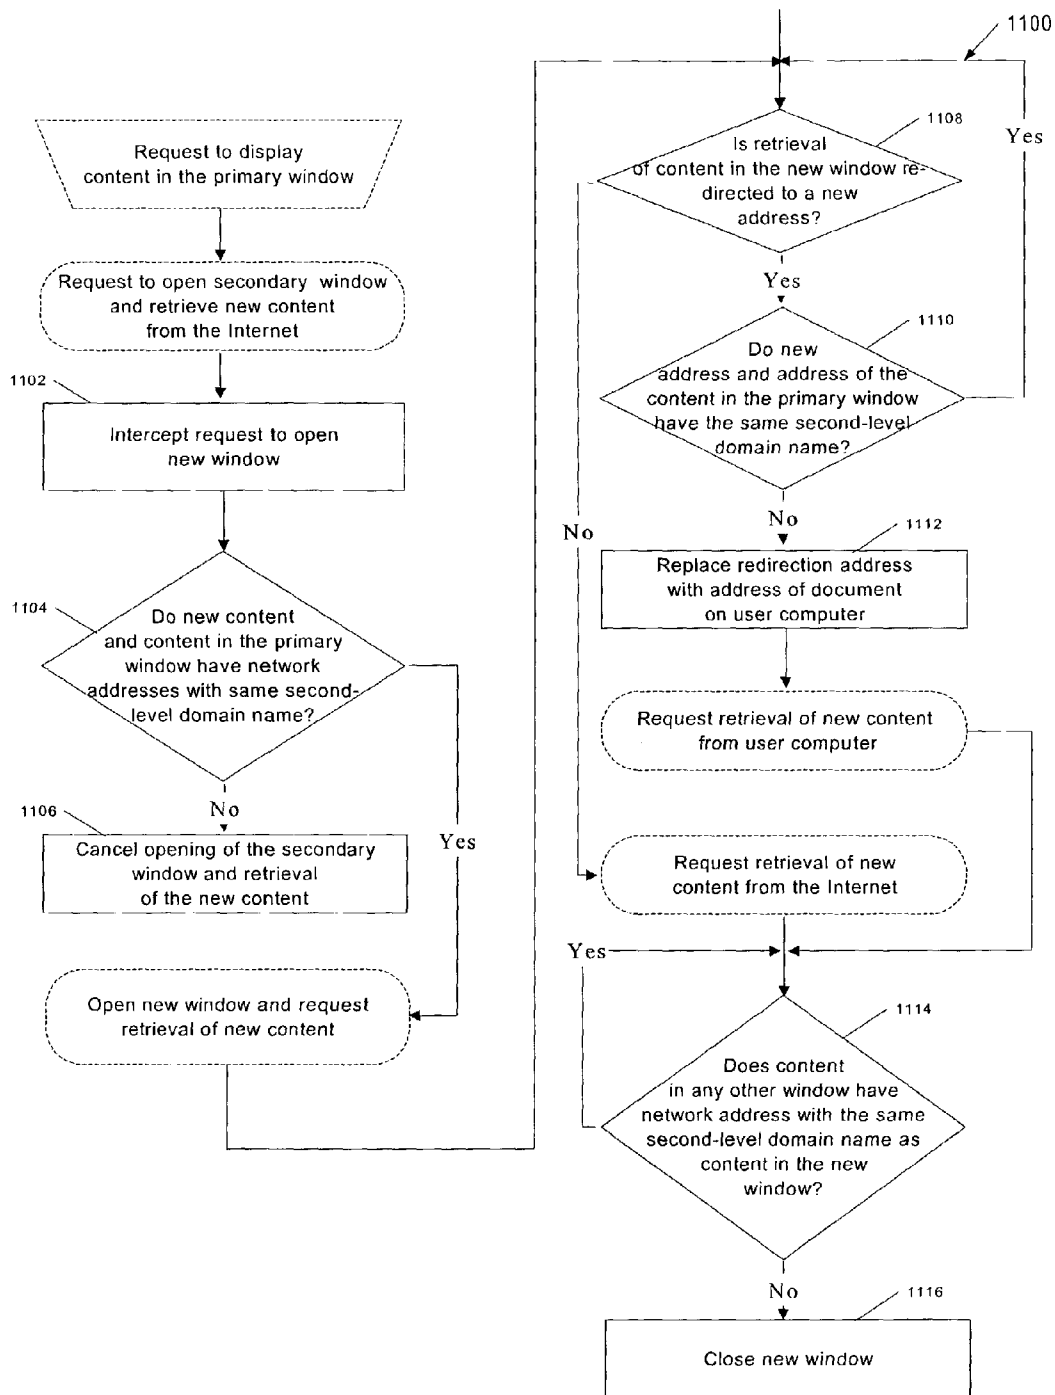 1100
Request to display
content in the primary window
Request to open secondary window
and retrieve new content
from the Internet
1102
Intercept request to open
new window
1104
Do new content
and content in the primary
window have network
addresses with same second-
level domain name?
No
Yes
1106
Cancel opening of the secondary
window and retrieval
of the new content
Open new window and request
retrieval of new content
1108
Is retrieval
of content in the new window re-
directed to a new
address?
Yes
Yes
No
1110
Do new
address and address of the
content in the primary window
have the same second-level
domain name?
No
1112
Replace redirection address
with address of document
on user computer
Request retrieval of new content
from user computer
Request retrieval of new
content from the Internet
Yes
1114
Does content
in any other window have
network address with the same
second-level domain name as
content in the new
window?
No
1116
Close new window